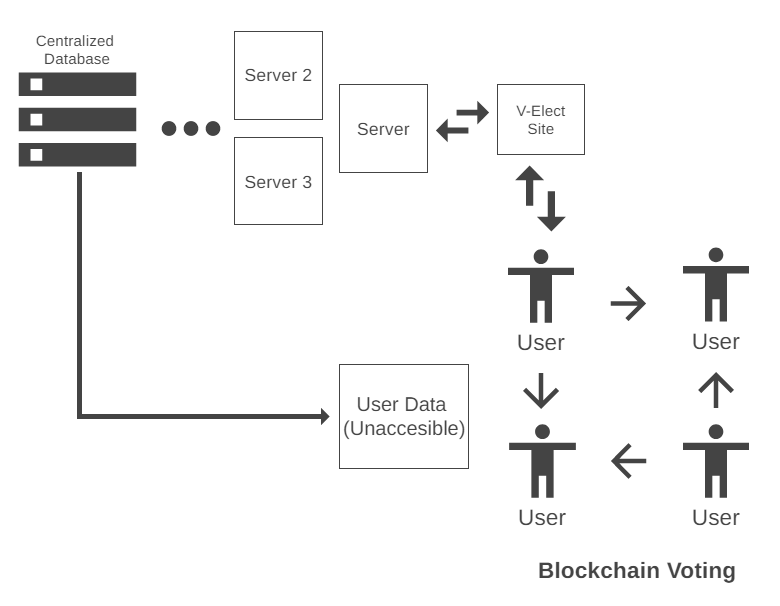 Centralized
Database
Server 2
Server
V-Elect
Site
Server 3
User
User
User Data
(Unaccesible)
User
User
Blockchain Voting